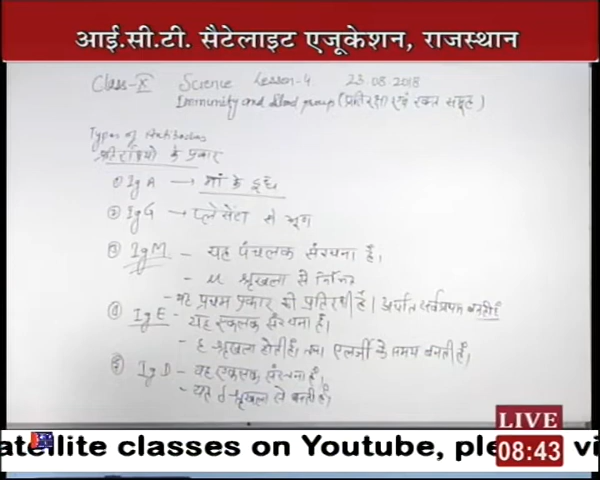 आई.सी.टी. सैटेलाइट एजूकेशन, राजस्थान
Class-X Science Lesson-4 23.08.2018
Immunity and Blood group (प्रतिरक्षा एवं रक्त समूह)
Types of Antibodies
प्रतिरक्षियों के प्रकार
① IgA → मां के दूध
② IgG → प्लेसेंटा से भ्रूण
③ IgM - यह पंचलक संरचना है।
- μ श्रृंखला से
- यह प्रथम प्रकार की प्रतिरक्षी है। अर्थात सर्वप्रथम बनती है
④ IgE - यह एकलक संरचना है।
- श्रृंखला होती है, तथा एलर्जी के समय बनती है।
⑤ IgD - यह एकलक संरचना है।
- यह d श्रृंखला से बनती है।
LIVE
08:43
atellite classes on Youtube, ple vi